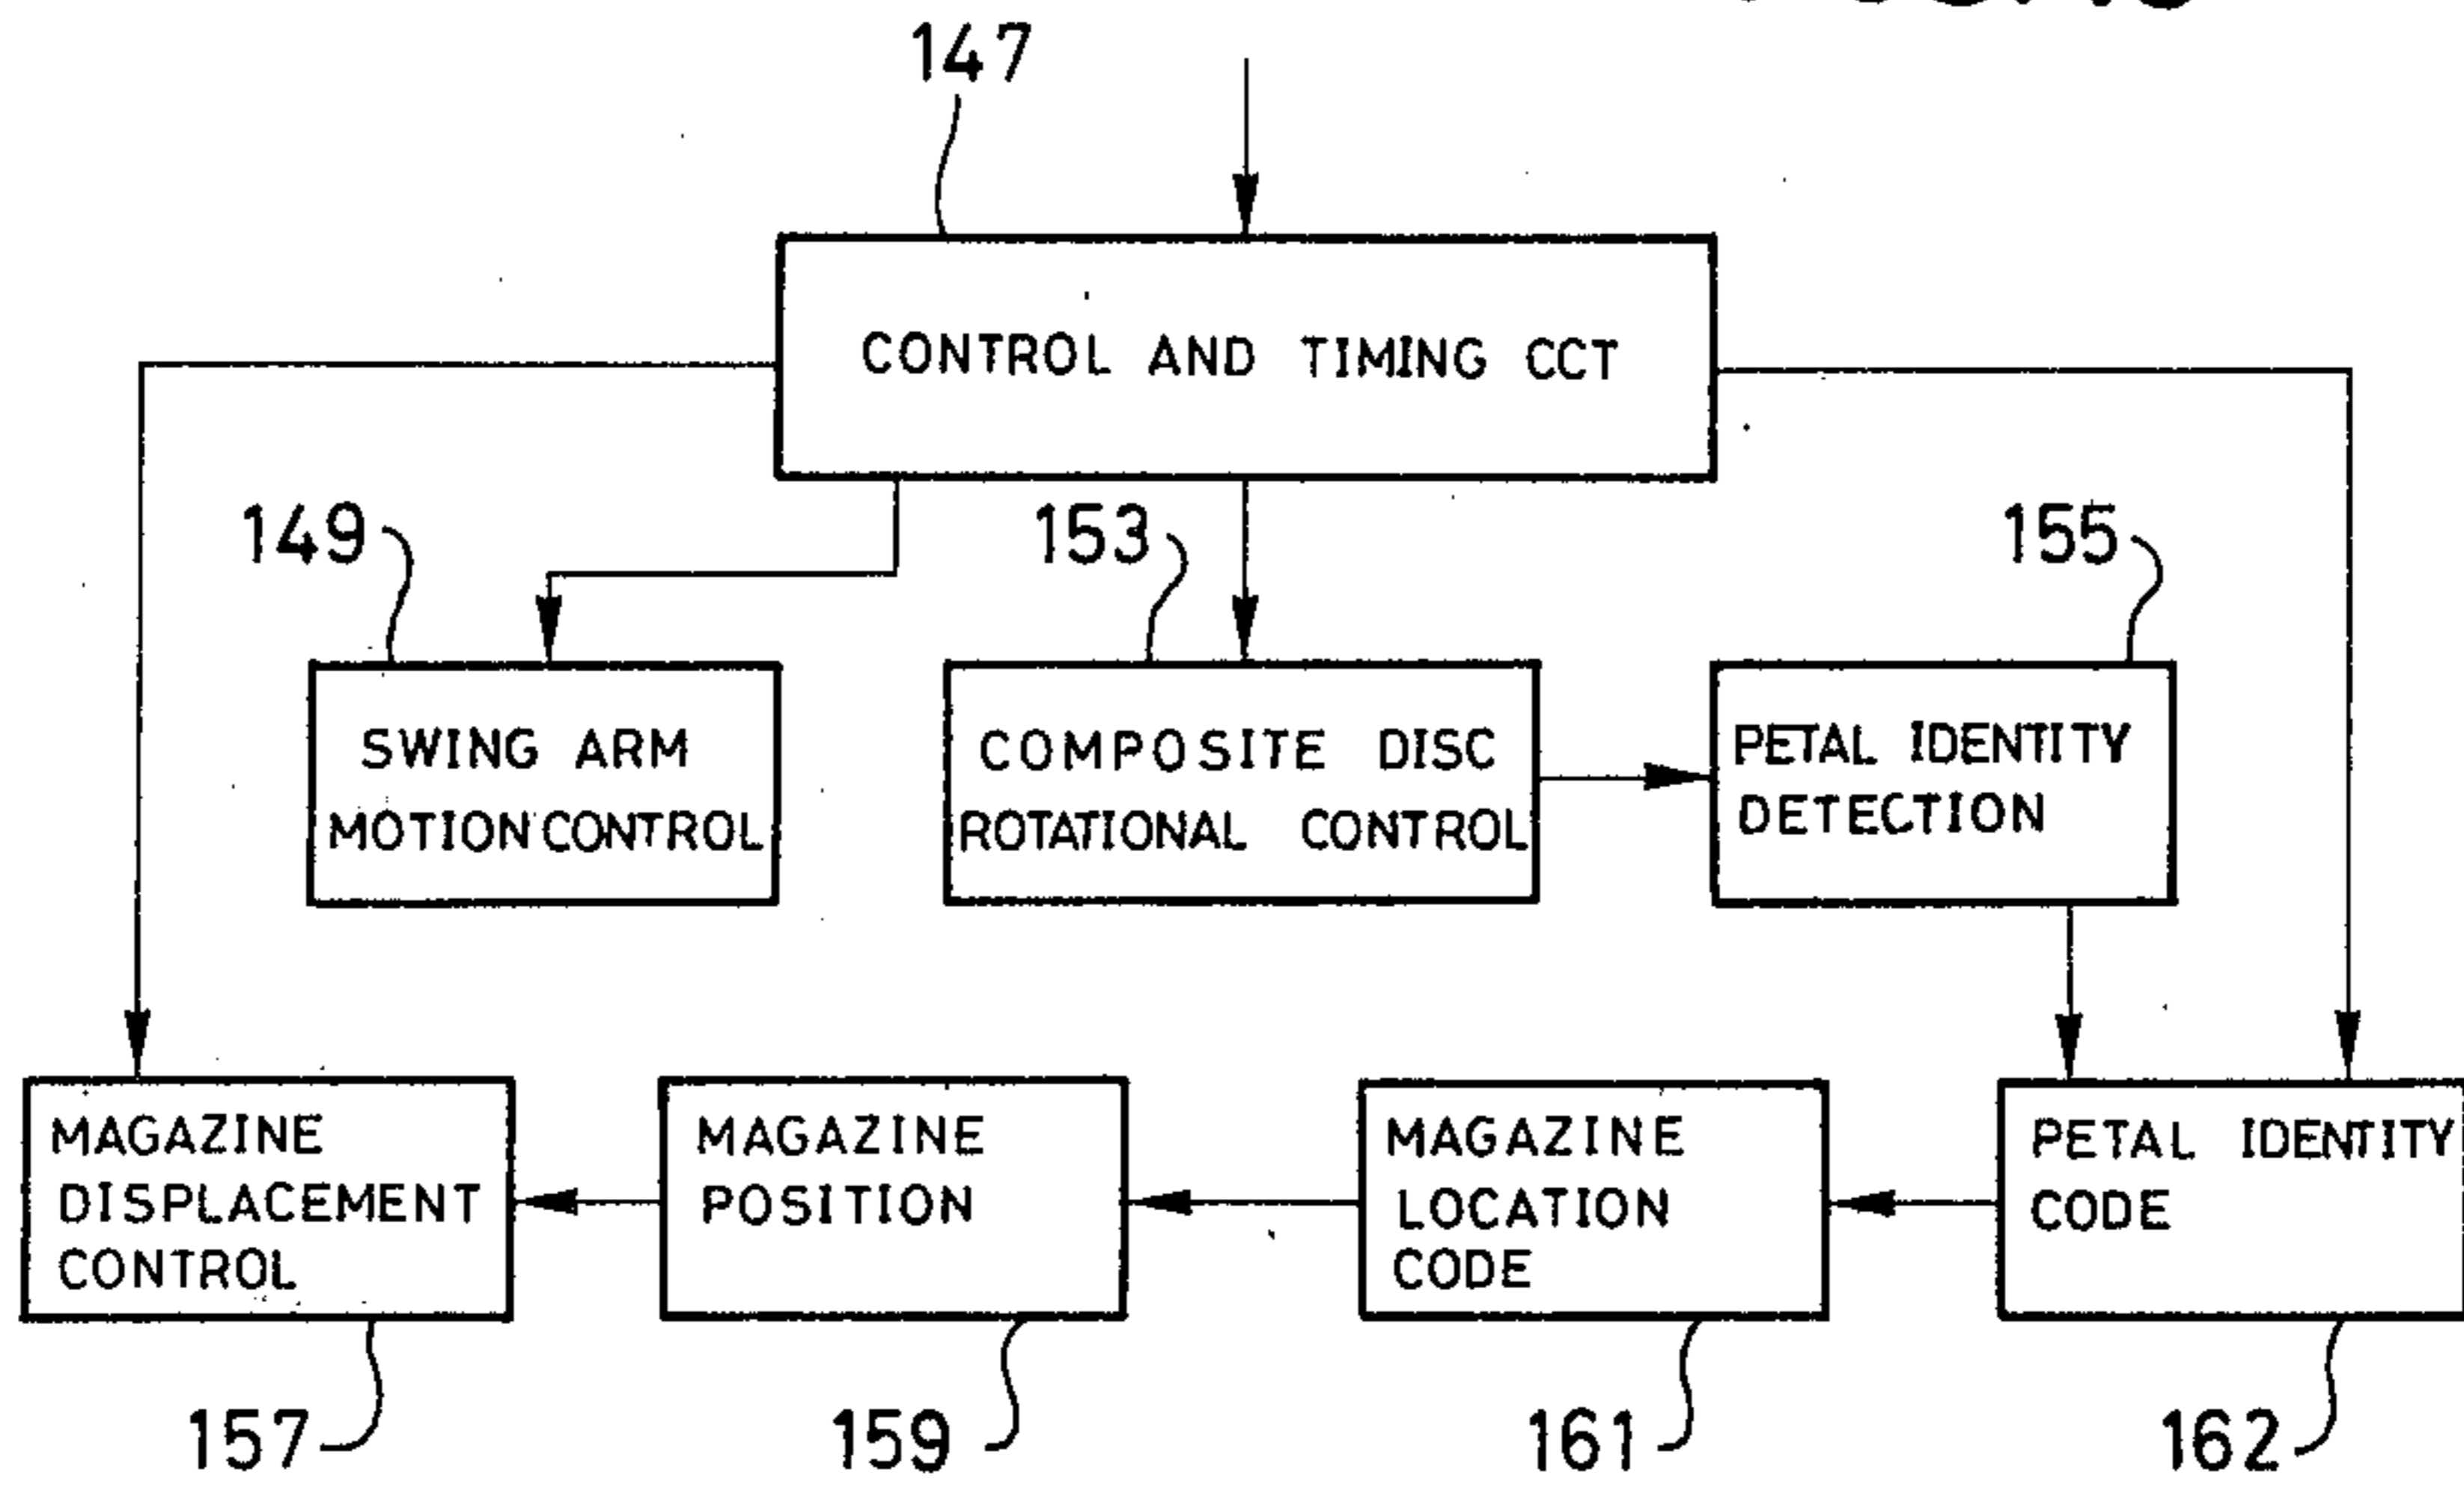 147
CONTROL AND TIMING CCT
149
153
155
SWING ARM
MOTION CONTROL
COMPOSITE DISC
ROTATIONAL CONTROL
PETAL IDENTITY
DETECTION
MAGAZINE
DISPLACEMENT
CONTROL
MAGAZINE
POSITION
MAGAZINE
LOCATION
CODE
PETAL IDENTITY
CODE
157
159
161
162